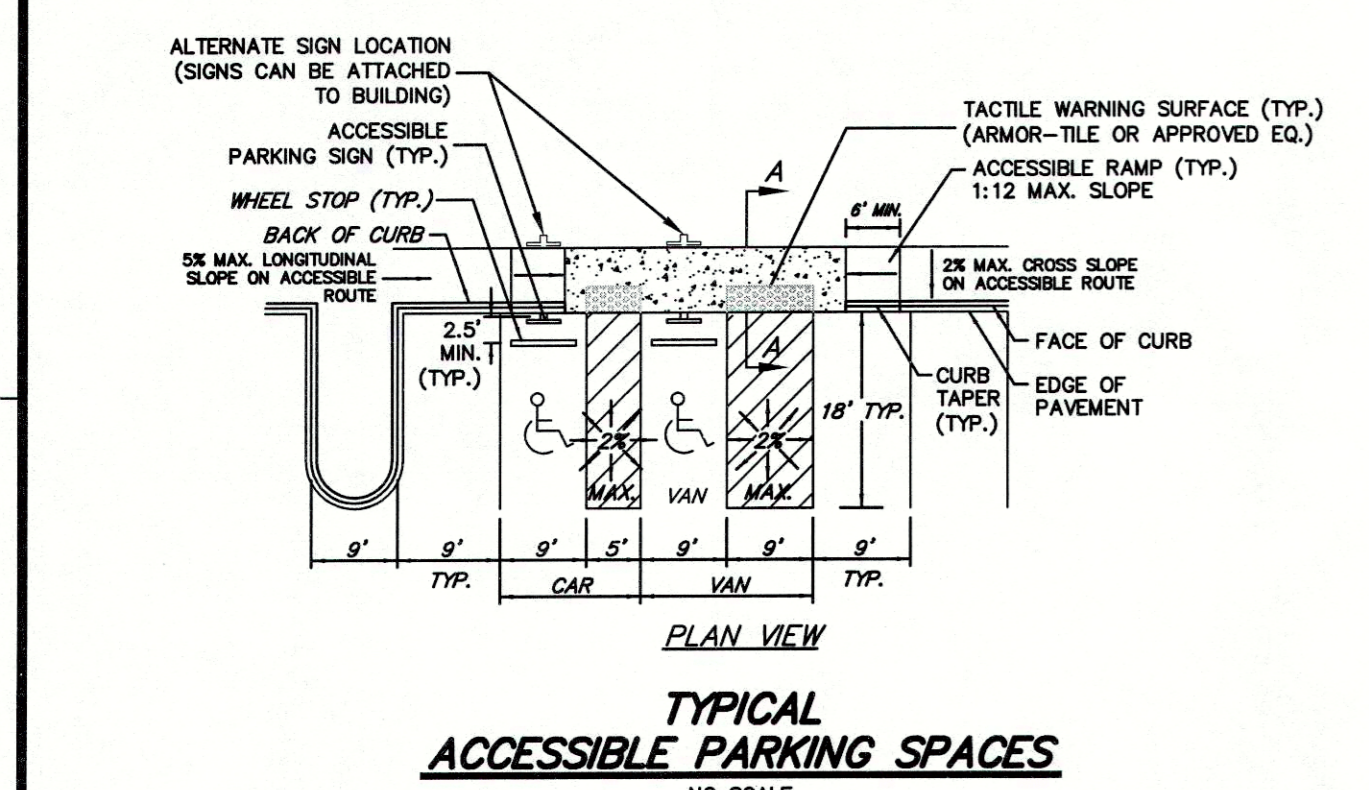 ALTERNATE SIGN LOCATION
(SIGNS CAN BE ATTACHED
TO BUILDING)
ACCESSIBLE
PARKING SIGN (TYP.)
WHEEL STOP (TYP.)
BACK OF CURB
5% MAX. LONGITUDINAL
SLOPE ON ACCESSIBLE
ROUTE
2.5'
MIN.
(TYP.)
TACTILE WARNING SURFACE (TYP.)
(ARMOR-TILE OR APPROVED EQ.)
A
ACCESSIBLE RAMP (TYP.)
1:12 MAX. SLOPE
6' MIN.
2% MAX. CROSS SLOPE
ON ACCESSIBLE ROUTE
A
FACE OF CURB
CURB
TAPER
(TYP.)
EDGE OF
PAVEMENT
18' TYP.
2%
MAX.
VAN
2%
MAX.
9'
9'
TYP.
9'
5'
9'
9'
9'
TYP.
CAR
VAN
PLAN VIEW
TYPICAL
ACCESSIBLE PARKING SPACES
NO SCALE